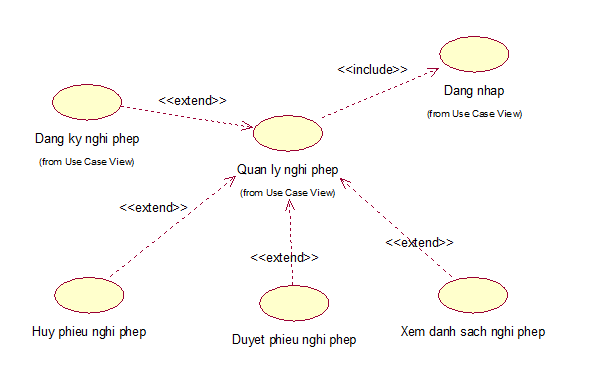 <<include>>
Dang nhap
(from Use Case View)
<<extend>>
Dang ky nghi phep
(from Use Case View)
Quan ly nghi phep
(from Use Case View)
<<extend>>
<<extend>>
<<extend>>
Huy phieu nghi phep
Duyet phieu nghi phep
Xem danh sach nghi phep